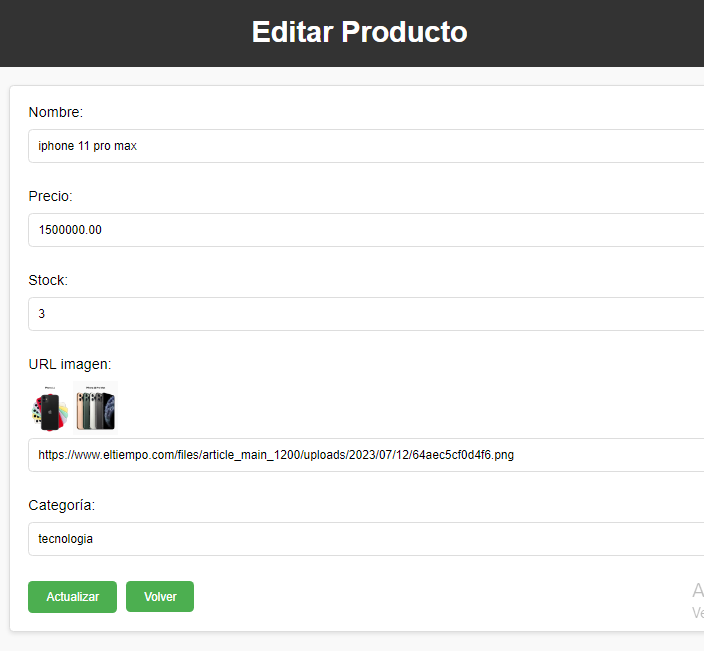 Editar Producto
Nombre:
iphone 11 pro max
Precio:
1500000.00
Stock:
3
URL imagen:
https://www.eltiempo.com/files/article_main_1200/uploads/2023/07/12/64aec5cf0d4f6.png
Categoría:
tecnologia
Actualizar Volver